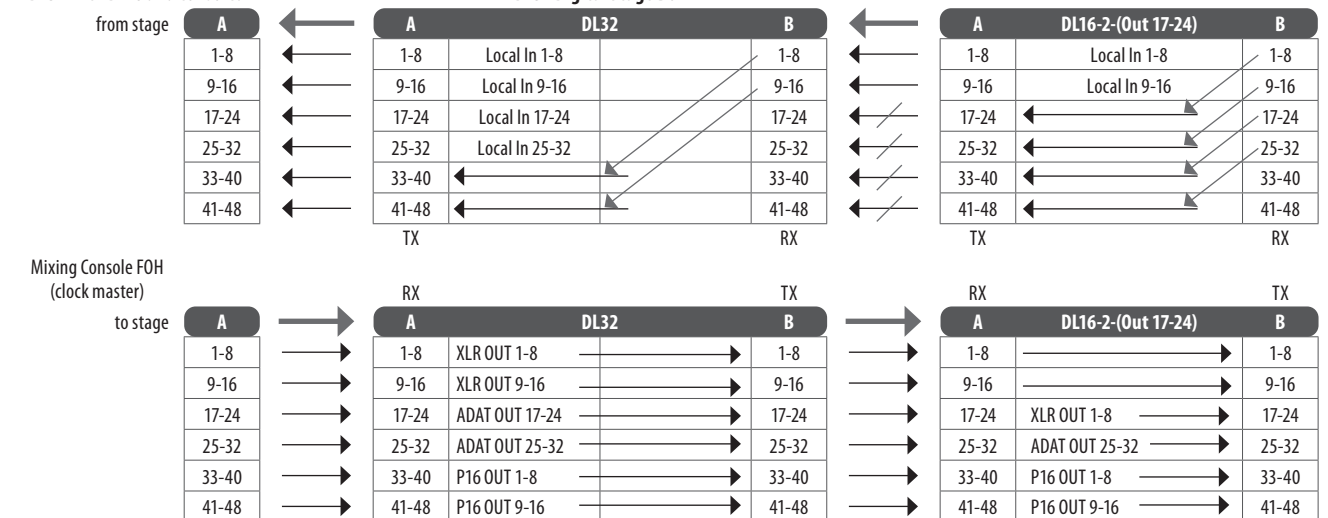 from stage A A DL32 B A DL16-2-(Out 17-24) B
1-8 1-8 Local In 1-8 1-8 1-8 Local In 1-8 1-8
9-16 9-16 Local In 9-16 9-16 9-16 Local In 9-16 9-16
17-24 17-24 Local In 17-24 17-24 17-24 17-24
25-32 25-32 Local In 25-32 25-32 25-32 25-32
33-40 33-40 33-40 33-40 33-40
41-48 41-48 41-48 41-48 41-48
TX RX TX RX
Mixing Console FOH
(clock master)
RX TX RX TX
to stage A A DL32 B A DL16-2-(Out 17-24) B
1-8 1-8 XLR OUT 1-8 1-8 1-8 1-8
9-16 9-16 XLR OUT 9-16 9-16 9-16 9-16
17-24 17-24 ADAT OUT 17-24 17-24 17-24 XLR OUT 1-8 17-24
25-32 25-32 ADAT OUT 25-32 25-32 25-32 ADAT OUT 25-32 25-32
33-40 33-40 P16 OUT 1-8 33-40 33-40 P16 OUT 1-8 33-40
41-48 41-48 P16 OUT 9-16 41-48 41-48 P16 OUT 9-16 41-48